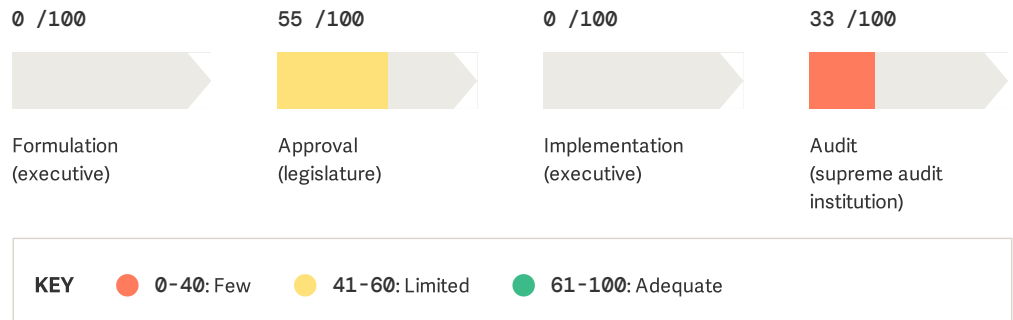 0 /100
55 /100
0 /100
33 /100
Formulation
(executive)
Approval
(legislature)
Implementation
(executive)
Audit
(supreme audit
institution)
KEY
0-40: Few
41-60: Limited
61-100: Adequate